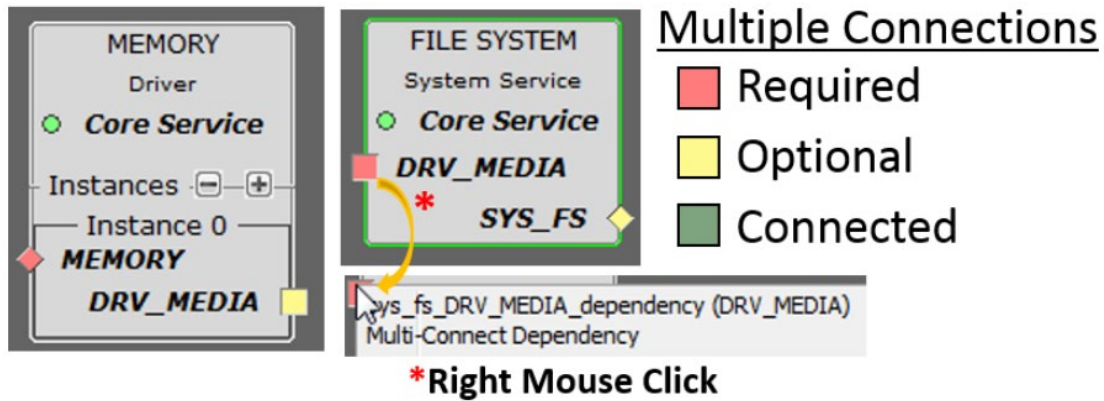 MEMORY
Driver
Core Service
Instances
Instance 0
MEMORY
DRV_MEDIA
FILE SYSTEM
System Service
Core Service
DRV_MEDIA
*
SYS_FS
sys_fs_DRV_MEDIA_dependency (DRV_MEDIA)
Multi-Connect Dependency
*Right Mouse Click
Multiple Connections
Required
Optional
Connected